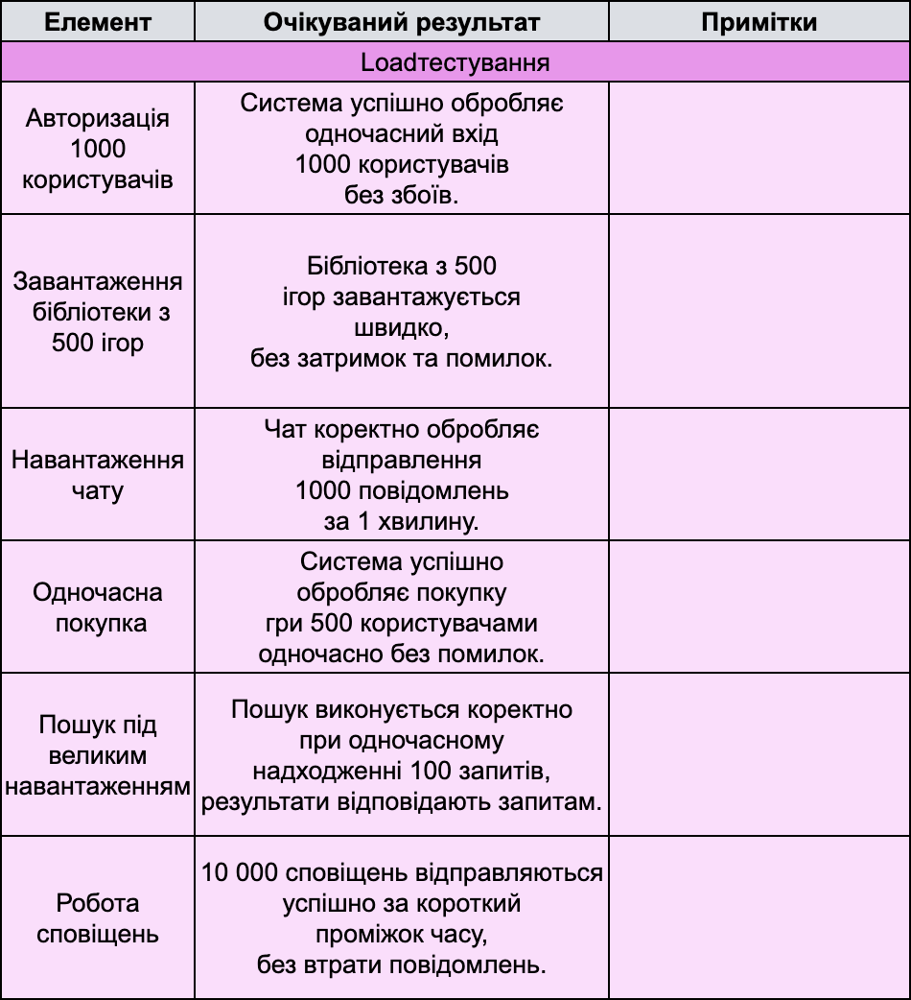 Елемент
Очікуваний результат
Примітки
Loadтестування
Авторизація
1000
користувачів
Система успішно обробляє
одночасний вхід
1000 користувачів
без збоїв.
Завантаження
бібліотеки з
500 ігор
Бібліотека з 500
ігор завантажується
швидко,
без затримок та помилок.
Навантаження
чату
Чат коректно обробляє
відправлення
1000 повідомлень
за 1 хвилину.
Одночасна
покупка
Система успішно
обробляє покупку
гри 500 користувачами
одночасно без помилок.
Пошук під
великим
навантаженням
Пошук виконується коректно
при одночасному
надходженні 100 запитів,
результати відповідають запитам.
Робота
сповіщень
10 000 сповіщень відправляються
успішно за короткий
проміжок часу,
без втрати повідомлень.